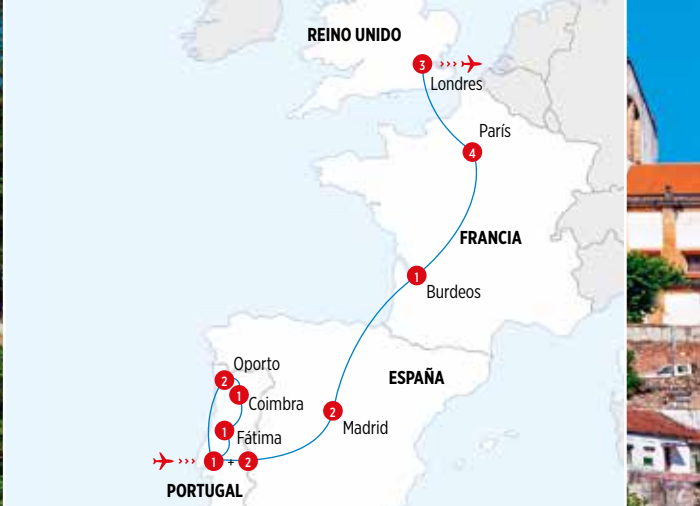 REINO UNIDO
3
Londres
París
4
FRANCIA
1
Burdeos
Oporto
2
ESPAÑA
1
Coimbra
2
Madrid
1
Fátima
1 + 2
PORTUGAL